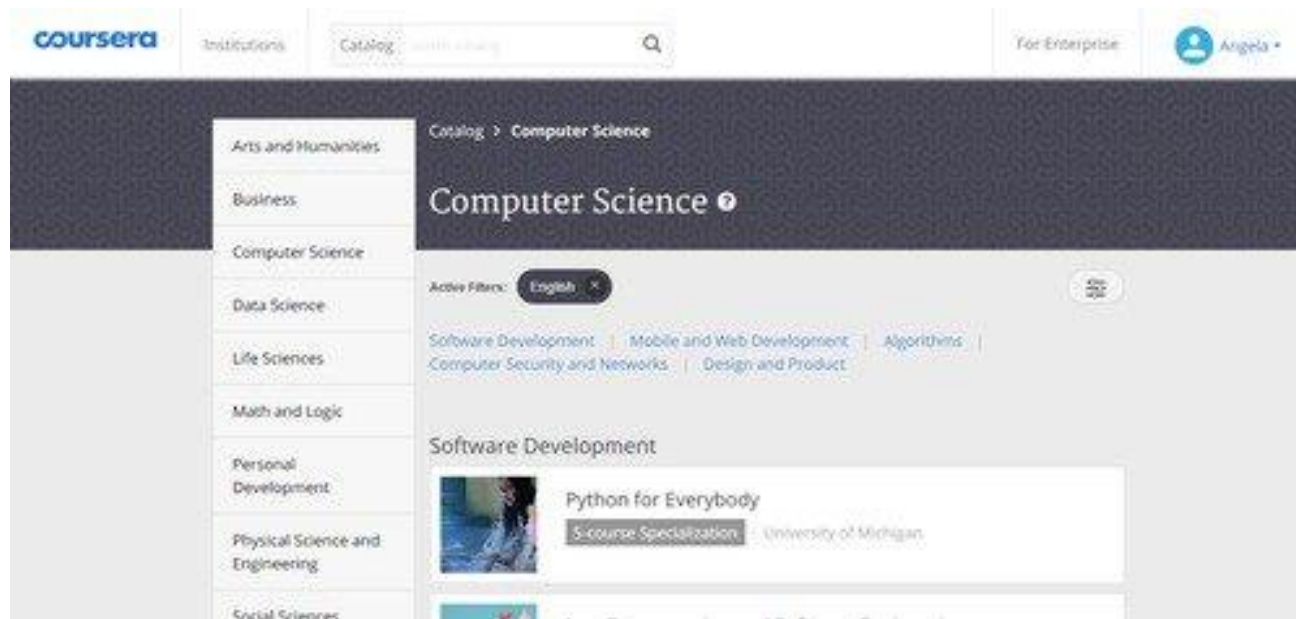 coursera
Institutions
Catalog
For Enterprise
Angela
Arts and Humanities
Business
Computer Science
Data Science
Life Sciences
Math and Logic
Personal
Development
Physical Science and
Engineering
Social Sciences
Catalog > Computer Science
Computer Science ?
Active Filters: English ×
Software Development | Mobile and Web Development | Algorithms |
Computer Security and Networks | Design and Product
Software Development
Python for Everybody
5-course Specialization University of Michigan